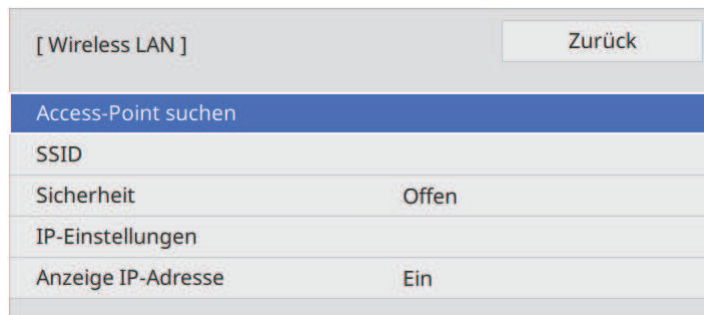 [ Wireless LAN ] Zurück
Access-Point suchen
SSID
Sicherheit Offen
IP-Einstellungen
Anzeige IP-Adresse Ein